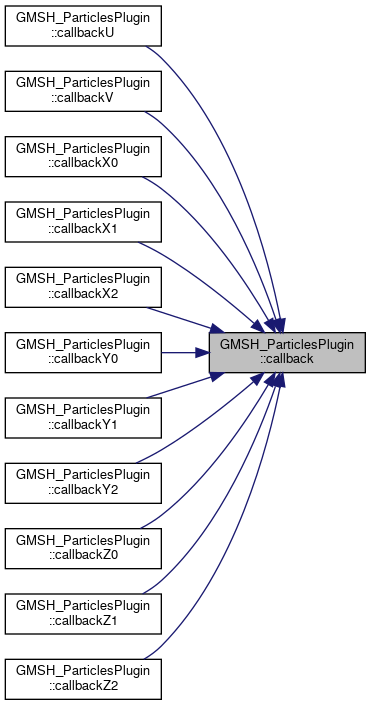 GMSH_ParticlesPlugin
::callbackU
GMSH_ParticlesPlugin
::callbackV
GMSH_ParticlesPlugin
::callbackX0
GMSH_ParticlesPlugin
::callbackX1
GMSH_ParticlesPlugin
::callbackX2
GMSH_ParticlesPlugin
::callbackY0
GMSH_ParticlesPlugin
::callback
GMSH_ParticlesPlugin
::callbackY1
GMSH_ParticlesPlugin
::callbackY2
GMSH_ParticlesPlugin
::callbackZ0
GMSH_ParticlesPlugin
::callbackZ1
GMSH_ParticlesPlugin
::callbackZ2